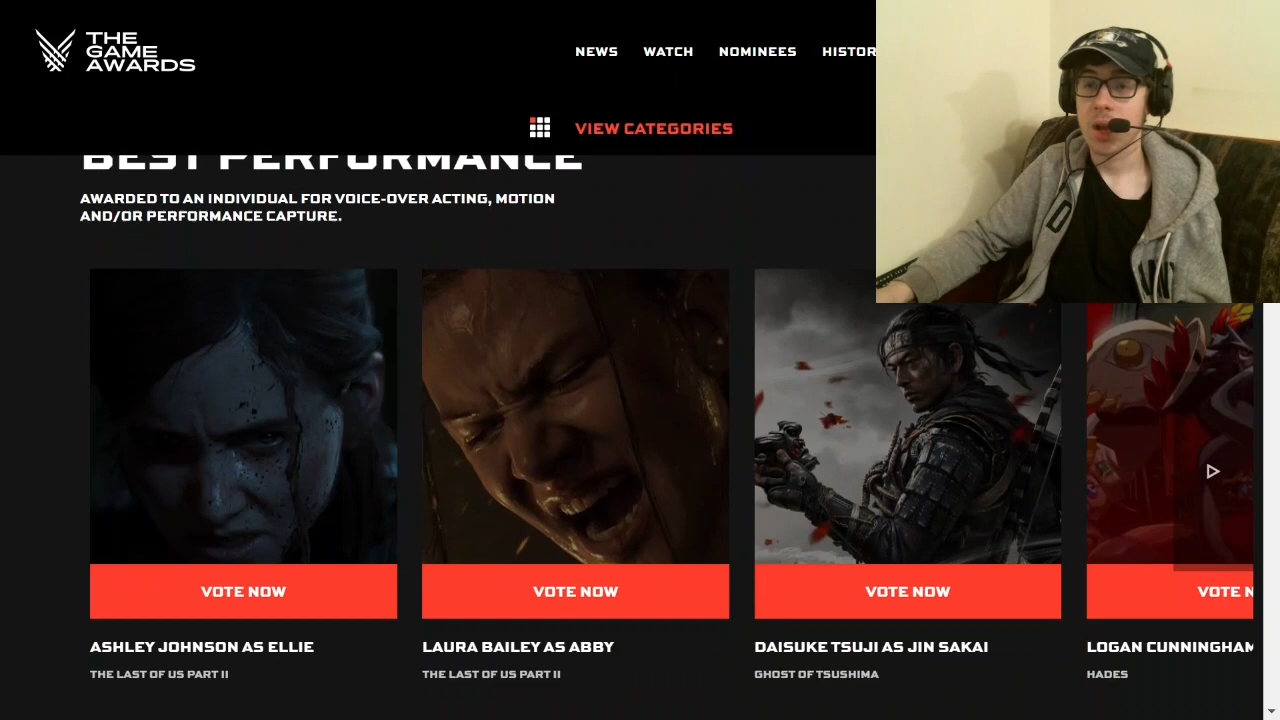 THE
GAME
AWARDS
NEWS
WATCH
NOMINEES
HISTOR
VIEW CATEGORIES
BEST PERFORMANCE
AWARDED TO AN INDIVIDUAL FOR VOICE-OVER ACTING, MOTION
AND/OR PERFORMANCE CAPTURE.
VOTE NOW
VOTE NOW
VOTE NOW
VOTE N
ASHLEY JOHNSON AS ELLIE
THE LAST OF US PART II
LAURA BAILEY AS ABBY
THE LAST OF US PART II
DAISUKE TSUJI AS JIN SAKAI
GHOST OF TSUSHIMA
LOGAN CUNNINGHAM
HADES